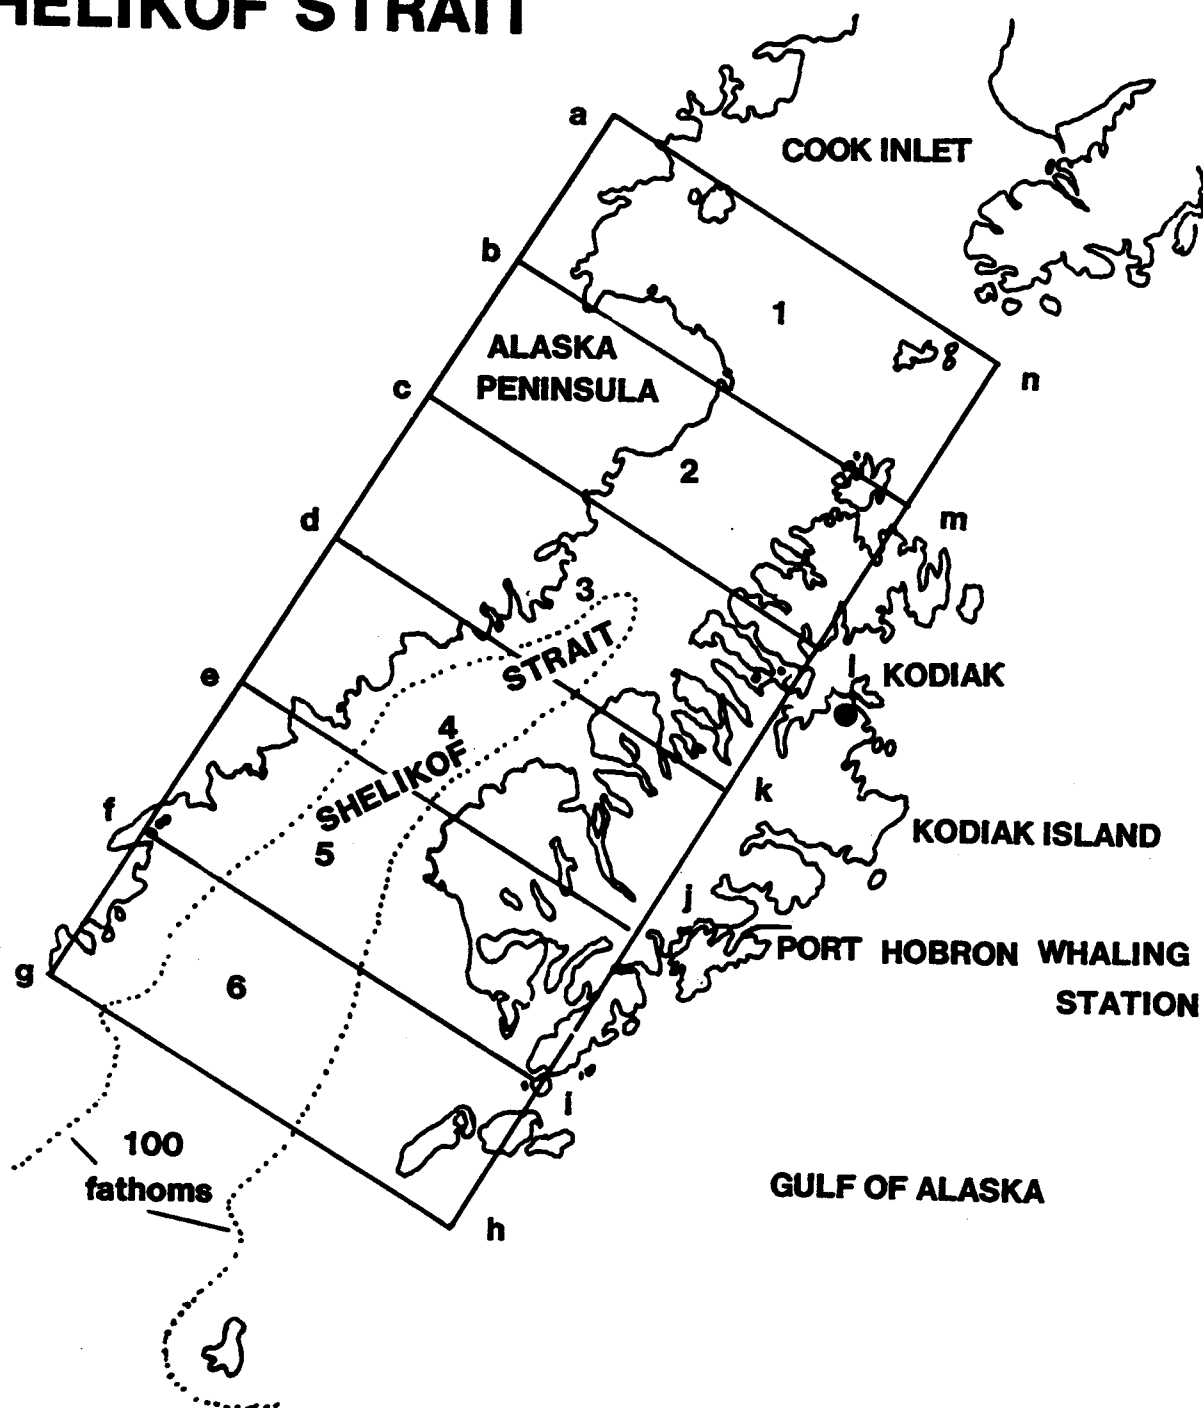 HELIKOF STRAIT
a
COOK INLET
b
1
ALASKA
PENINSULA
n
c
2
m
d
3
STRAIT
l
KODIAK
e
4
SHELIKOF
k
f
KODIAK ISLAND
5
j
PORT HOBRON WHALING
STATION
g
6
i
100
fathoms
GULF OF ALASKA
h